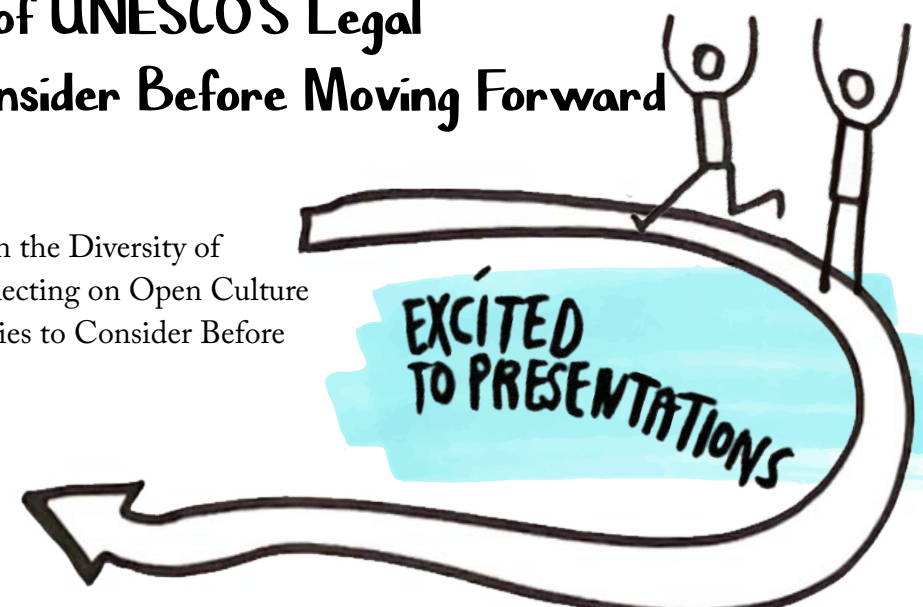 of UNESCO'S Legal
nsider Before Moving Forward
n the Diversity of
lecting on Open Culture
ies to Consider Before
EXCITED
TO PRESENTATIONS